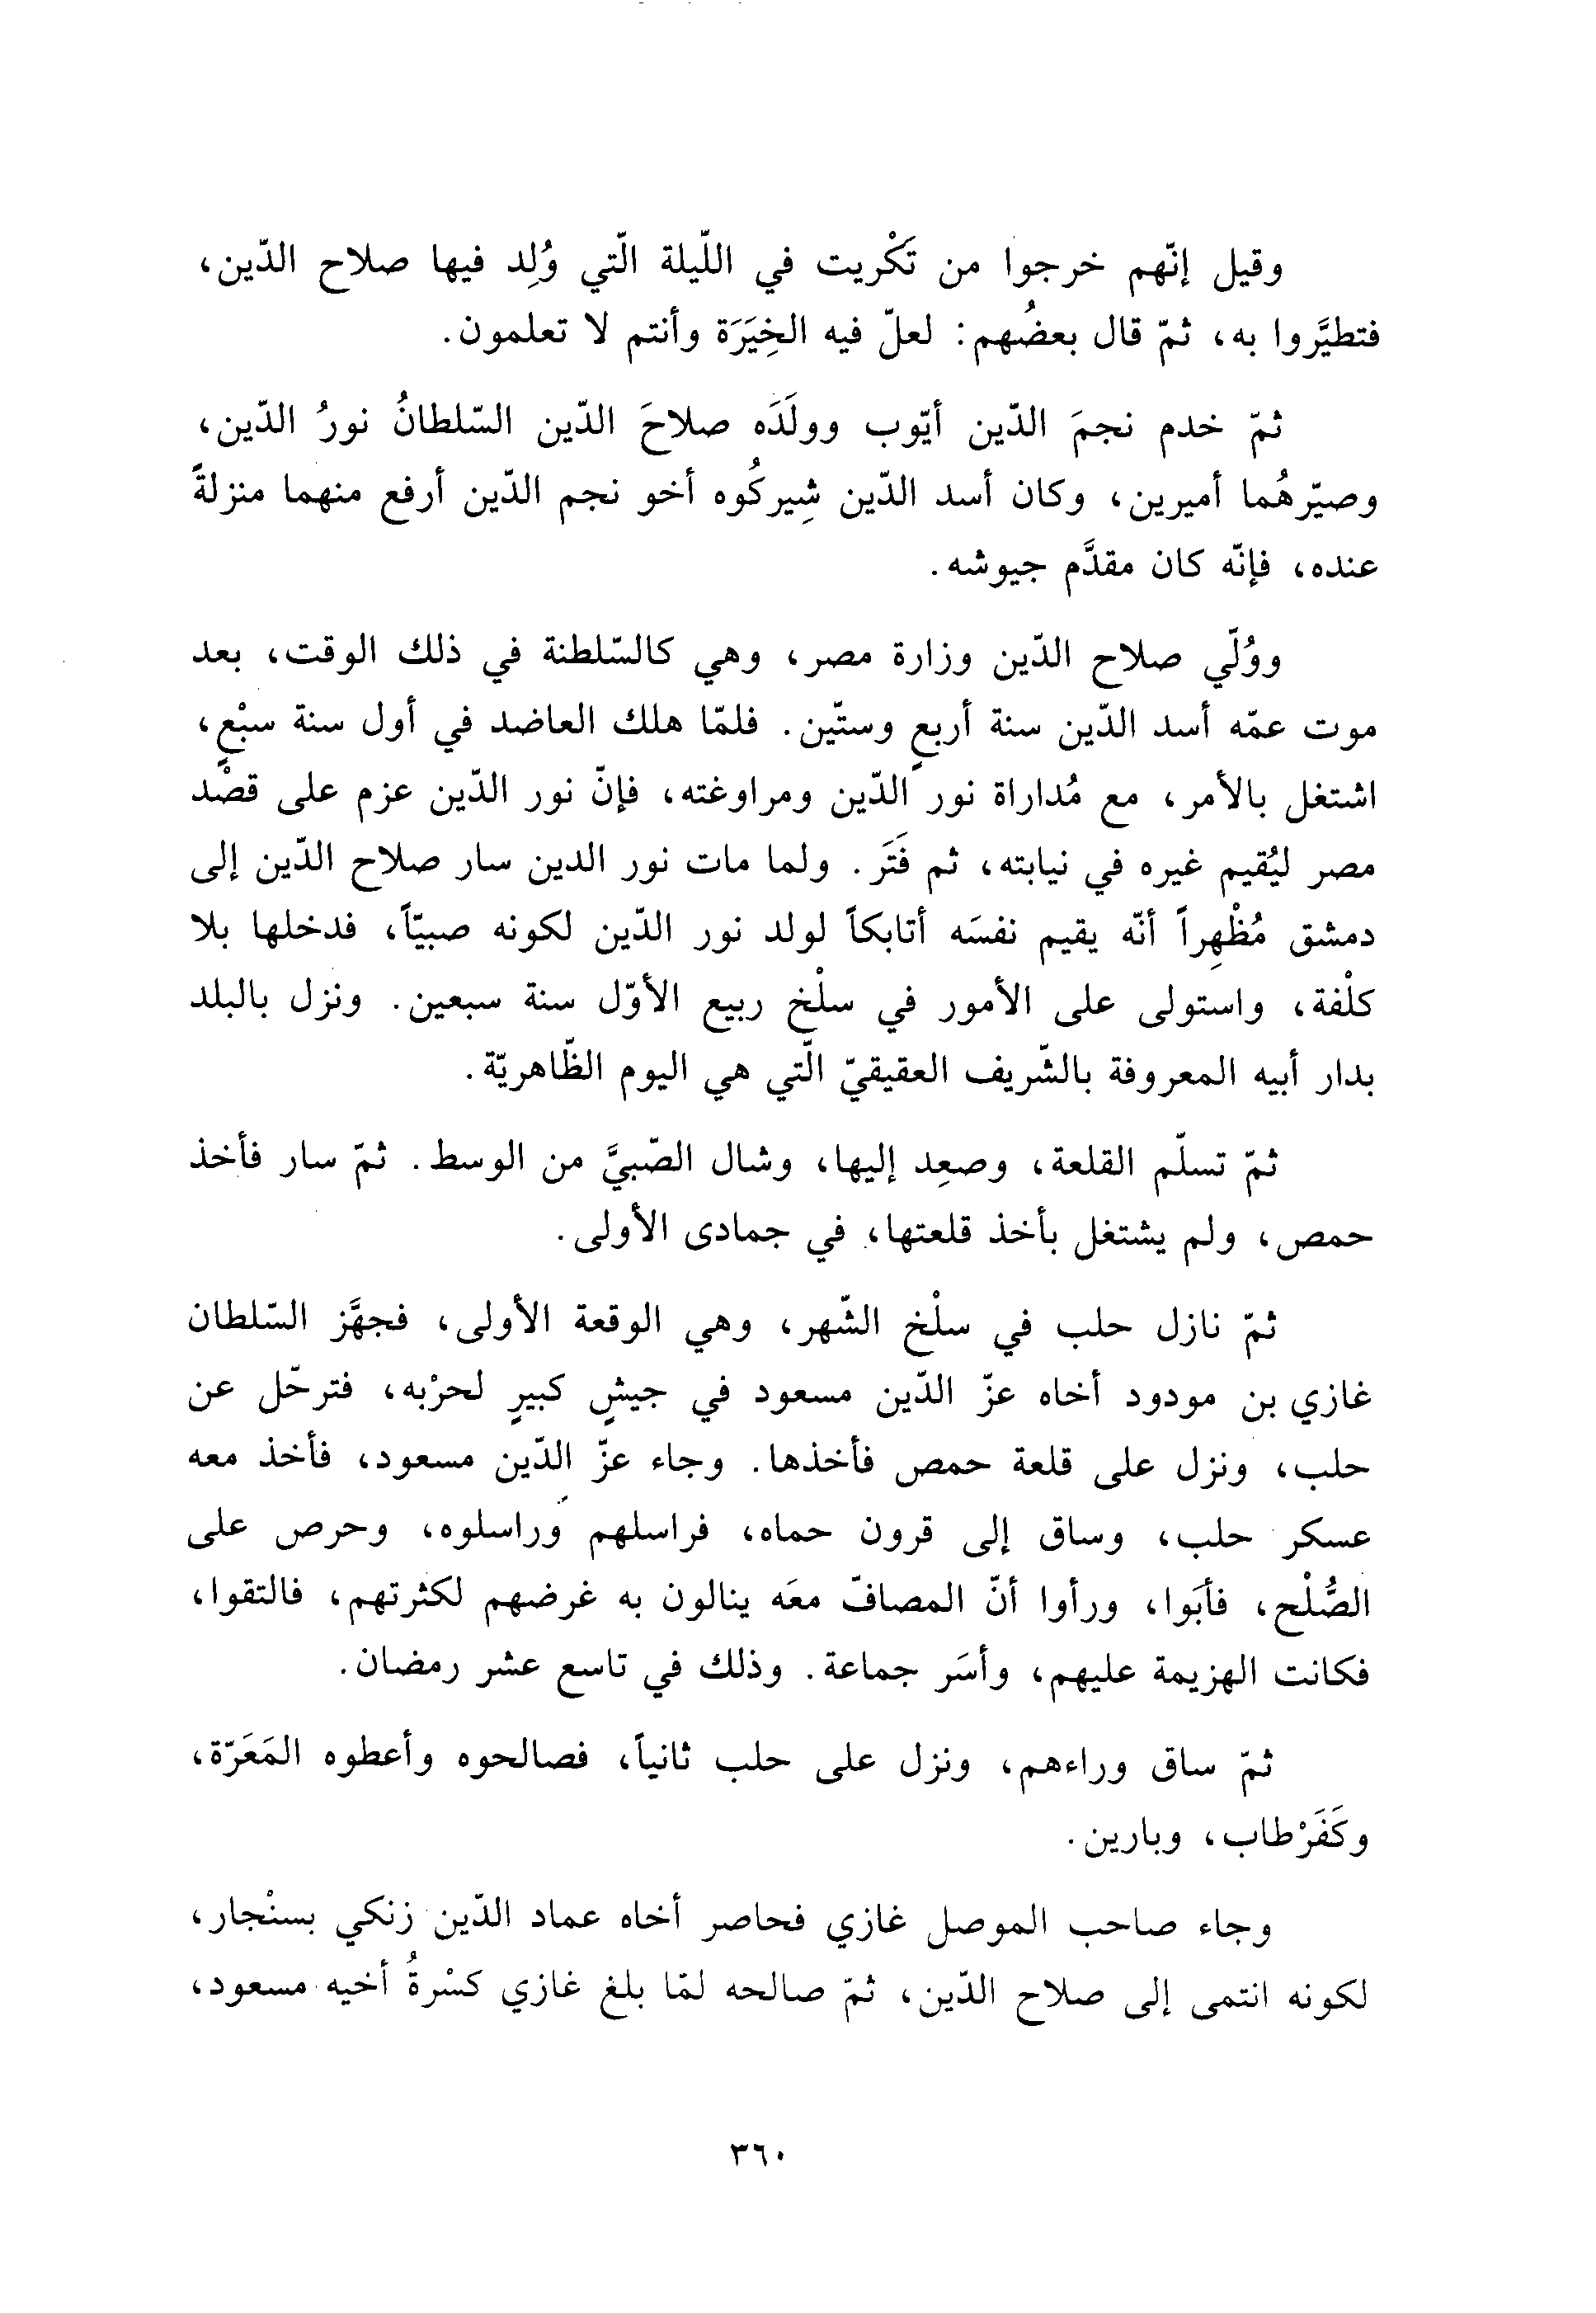 وقيل إنّهم خرجوا من تَكْريت في اللّيلة الّتي وُلِد فيها صلاح الدّين،
فتطيَّروا به، ثمّ قال بعضُهم: لعلّ فيه الخِيَرَة وأنتم لا تعلمون.
ثمّ خدم نجمَ الدّين أيّوب وولَدَه صلاحَ الدّين السّلطانُ نورُ الدّين،
وصيّرهُما أميرين، وكان أسد الدّين شِيركُوه أخو نجم الدّين أرفع منهما منزلةً
عنده، فإنّه كان مقدَّم جيوشه.
ووُلّي صلاح الدّين وزارة مصر، وهي كالسّلطنة في ذلك الوقت، بعد
موت عمّه أسد الدّين سنة أربعٍ وستّين. فلمّا هلك العاضد في أول سنة سبْعٍ،
اشتغل بالأمر، مع مُداراة نور الدّين ومراوغته، فإنّ نور الدّين عزم على قصْد
مصر ليُقيم غيره في نيابته، ثم فَتَر. ولما مات نور الدين سار صلاح الدّين إلى
دمشق مُظْهِراً أنّه يقيم نفسَه أتابكاً لولد نور الدّين لكونه صبيّاً، فدخلها بلا
كلْفة، واستولى على الأمور في سلْخ ربيع الأوّل سنة سبعين. ونزل بالبلد
بدار أبيه المعروفة بالشّريف العقيقيّ الّتي هي اليوم الظّاهريّة.
ثمّ تسلّم القلعة، وصعِد إليها، وشال الصّبيَّ من الوسط. ثمّ سار فأخذ
حمص، ولم يشتغل بأخذ قلعتها، في جمادى الأولى.
ثمّ نازل حلب في سلْخ الشّهر، وهي الوقعة الأولى، فجهَّز السّلطان
غازي بن مودود أخاه عزّ الدّين مسعود في جيشٍ كبيرٍ لحرْبه، فترحّل عن
حلب، ونزل على قلعة حمص فأخذها. وجاء عزّ الدّين مسعود، فأخذ معه
عسكر حلب، وساق إلى قرون حماه، فراسلهم وراسلوه، وحرص على
الصُّلْح، فأبَوا، ورأوا أنّ المصافّ معَه ينالون به غرضهم لكثرتهم، فالتقوا،
فكانت الهزيمة عليهم، وأسَر جماعة. وذلك في تاسع عشر رمضان.
ثمّ ساق وراءهم، ونزل على حلب ثانياً، فصالحوه وأعطوه المَعَرّة،
وكَفَرْطاب، وبارين.
وجاء صاحب الموصل غازي فحاصر أخاه عماد الدّين زنكي بسنْجار،
لكونه انتمى إلى صلاح الدّين، ثمّ صالحه لمّا بلغ غازي كسْرةُ أخيه مسعود،
٣٦٠